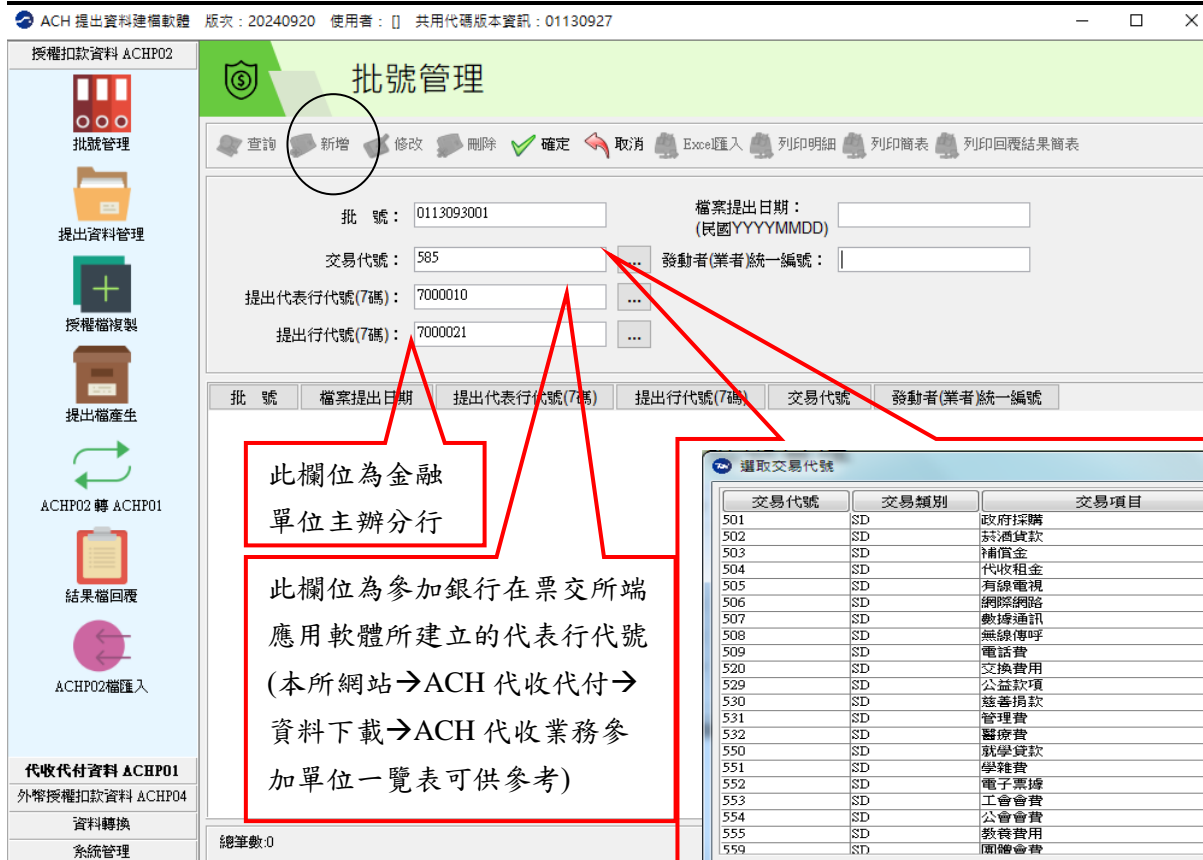 ACH 提出資料建檔軟體 版次：20240920 使用者：[] 共用代碼版本資訊：01130927
授權扣款資料 ACHP02
批號管理
提出資料管理
授權檔複製
提出檔產生
ACHP02 轉 ACHP01
結果檔回覆
ACHP02檔匯入
代收代付資料 ACHP01
外幣授權扣款資料 ACHP04
資料轉換
系統管理
批號管理
查詢 新增 修改 刪除 確定 取消 Excel匯入 列印明細 列印簡表 列印回覆結果簡表
批 號： 0113093001 檔案提出日期：
(民國YYYYMMDD)
交易代號： 585 ... 發動者(業者)統一編號：
提出代表行代號(7碼)： 7000010 ...
提出行代號(7碼)： 7000021 ...
批 號 檔案提出日期 提出代表行代號(7碼) 提出行代號(7碼) 交易代號 發動者(業者)統一編號
此欄位為金融
單位主辦分行
此欄位為參加銀行在票交所端
應用軟體所建立的代表行代號
(本所網站→ACH 代收代付→
資料下載→ACH 代收業務參
加單位一覽表可供參考)
選取交易代號
交易代號 交易類別 交易項目
501 SD 政府採購
502 SD 菸酒貨款
503 SD 補償金
504 SD 代收租金
505 SD 有線電視
506 SD 網際網路
507 SD 數據通訊
508 SD 無線傳呼
509 SD 電話費
520 SD 交換費用
529 SD 公益款項
530 SD 慈善捐款
531 SD 管理費
532 SD 醫療費
550 SD 就學貸款
551 SD 學雜費
552 SD 電子票據
553 SD 工會會費
554 SD 公會會費
555 SD 教養費用
559 SD 團體會費
總筆數:0